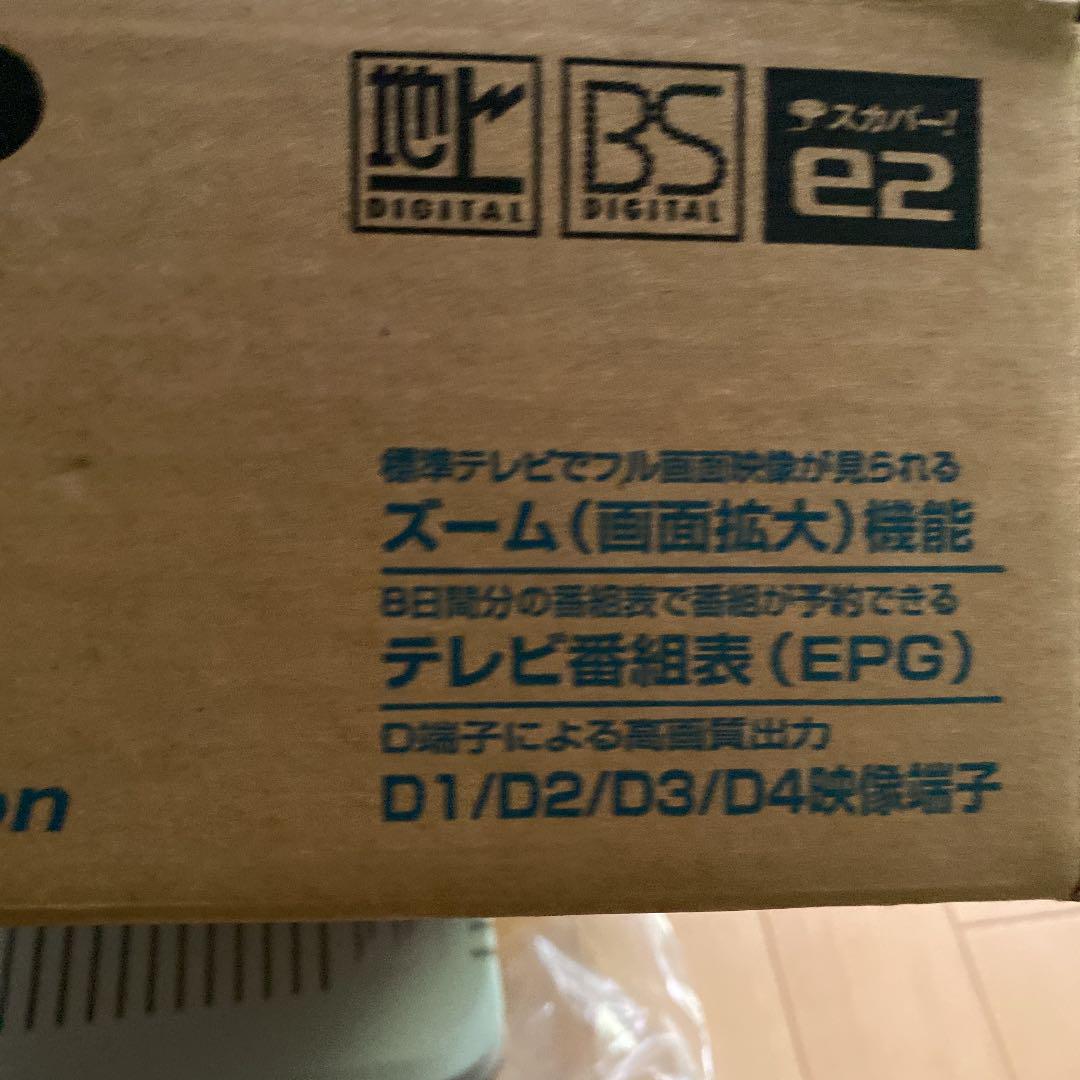 地上
DIGITAL
BS
DIGITAL
スカパー!
e2
標準テレビでフル画面映像が見られる
ズーム(画面拡大)機能
8日間分の番組表で番組が予約できる
テレビ番組表(EPG)
D端子による高画質出力
D1/D2/D3/D4映像端子
on